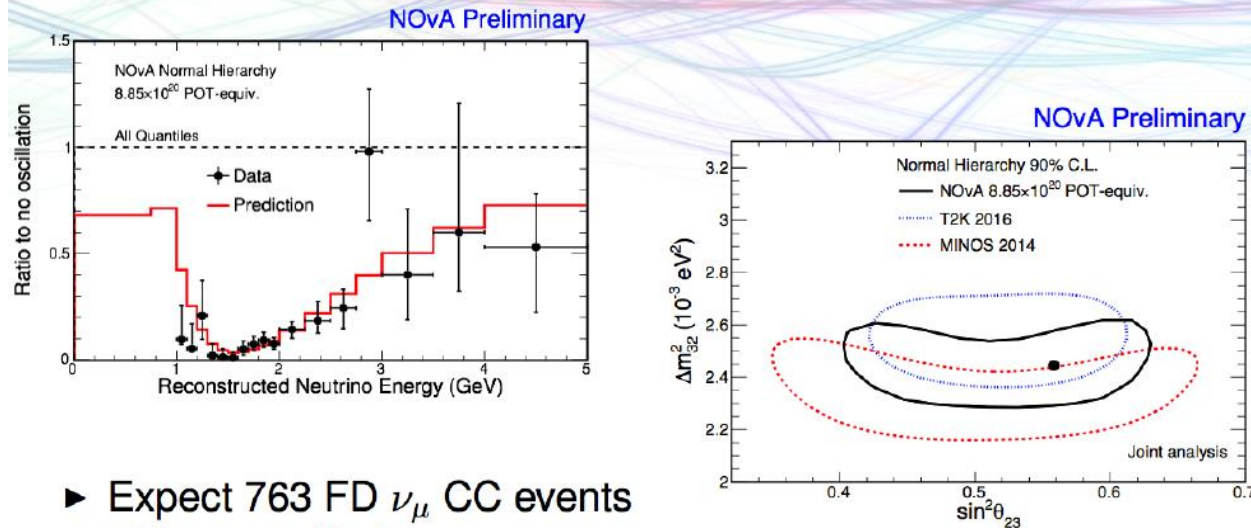 NOvA Preliminary
1.5
NOvA Normal Hierarchy
8.85×10²⁰ POT-equiv.
All Quantiles
1
Data
Prediction
0.5
0
0 1 2 3 4 5
Ratio to no oscillation
Reconstructed Neutrino Energy (GeV)
NOvA Preliminary
3.2
Normal Hierarchy 90% C.L.
NOvA 8.85×10²⁰ POT-equiv.
3
T2K 2016
MINOS 2014
2.8
2.6
2.4
2.2
Joint analysis
2
0.4 0.5 0.6 0.7
Δm²₃₂ (10⁻³ eV²)
sin²θ₂₃
► Expect 763 FD νμ CC events